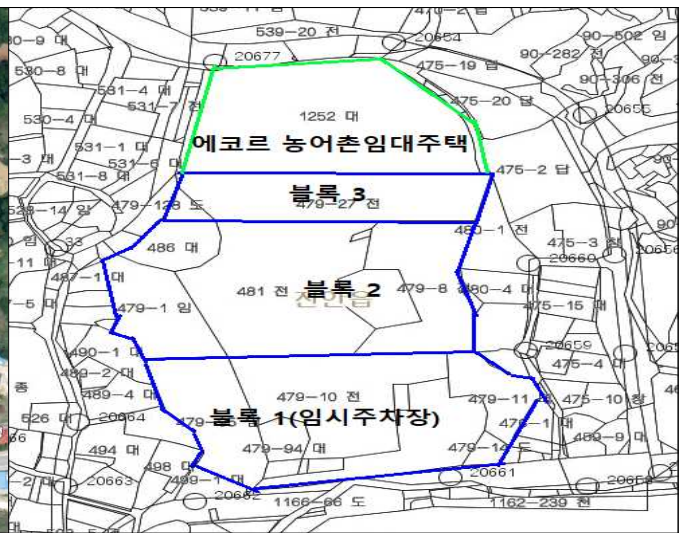 539-20 전
20654
90-502 임
20677
475-19 답
90-282 전
530-8 대
531-4 대
90-306 전
531-7 전
475-20 답
530-4 대
1252 대
20655
531-1 대
에코르 농어촌임대주택
-3 대
531-6 대
475-2 답
531-8 대
블록 3
479-128 도
479-27 전
480-1 전
486 대
475-3 창
20656
20660
487-1 대
481 전
블록 2
479-8 전
480-4 대
천안읍
479-1 임
475-15 대
490-1 대
20659
475-4 대
489-2 대
489-4 대
479-10 전
479-11 도
475-10 창
526 대
20664
블록 1(임시주차장)
476-1 대
489-9 대
494 대
479-94 대
479-14 도
498 대
20661
20663
499-1 대
20662
1166-66 도
1162-239 전